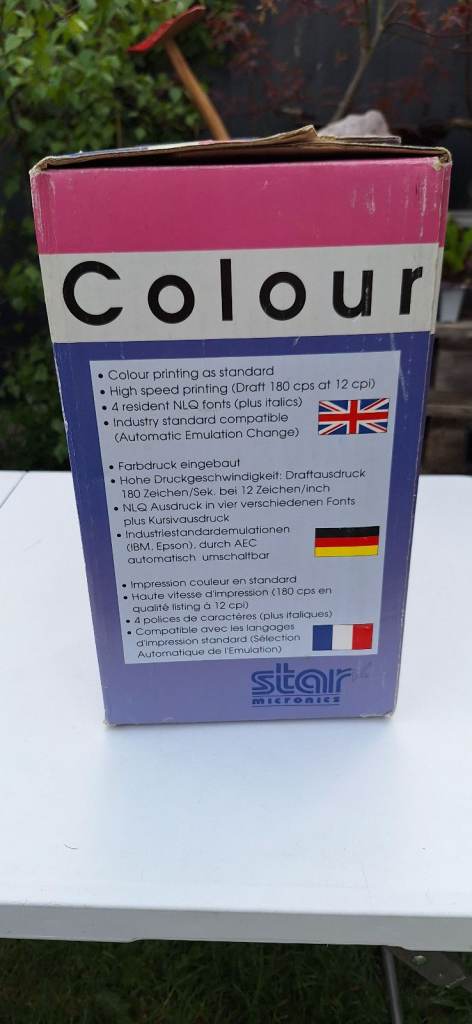 Colour
• Colour printing as standard
• High speed printing (Draft 180 cps at 12 cpi)
• 4 resident NLQ fonts (plus italics)
• Industry standard compatible
(Automatic Emulation Change)
• Farbdruck eingebaut
• Hohe Druckgeschwindigkeit: Draftausdruck
180 Zeichen/Sek. bei 12 Zeichen/inch
• NLQ Ausdruck in vier verschiedenen Fonts
plus Kursivausdruck
• Industriestandardemulationen
(IBM, Epson), durch AEC
automatisch umschaltbar
• Impression couleur en standard
• Haute vitesse d'impression (180 cps en
qualité listing à 12 cpi)
• 4 polices de caractères (plus italiques)
• Compatible avec les langages
d'impression standard (Sélection
Automatique de l'Emulation)
star
micronics